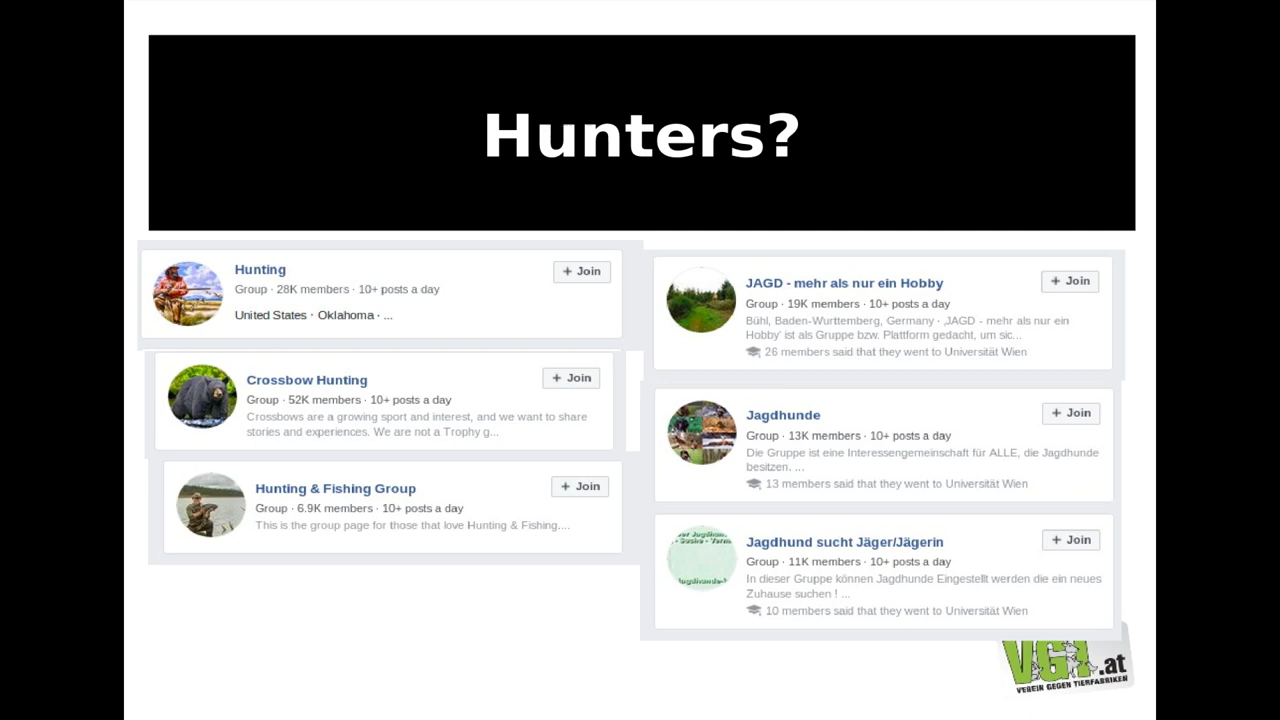 Hunters?
Hunting
Group · 28K members · 10+ posts a day
United States · Oklahoma · ...
+ Join
Crossbow Hunting
Group · 52K members · 10+ posts a day
Crossbows are a growing sport and interest, and we want to share
stories and experiences. We are not a Trophy g...
+ Join
Hunting & Fishing Group
Group · 6.9K members · 10+ posts a day
This is the group page for those that love Hunting & Fishing....
+ Join
JAGD - mehr als nur ein Hobby
Group · 19K members · 10+ posts a day
Bühl, Baden-Wurttemberg, Germany · ‚JAGD - mehr als nur ein
Hobby' ist als Gruppe bzw. Plattform gedacht, um sic...
26 members said that they went to Universität Wien
+ Join
Jagdhunde
Group · 13K members · 10+ posts a day
Die Gruppe ist eine Interessengemeinschaft für ALLE, die Jagdhunde
besitzen. ...
13 members said that they went to Universität Wien
+ Join
Jagdhund sucht Jäger/Jägerin
Group · 11K members · 10+ posts a day
In dieser Gruppe können Jagdhunde Eingestellt werden die ein neues
Zuhause suchen ! ...
10 members said that they went to Universität Wien
+ Join
VGT.at
VEREIN GEGEN TIERFABRIKEN